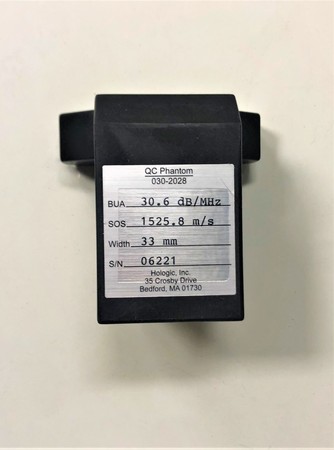 QC Phantom
030-2028
BUA 30.6 dB/MHz
SOS 1525.8 m/s
Width 33 mm
S/N 06221
Hologic, Inc.
35 Crosby Drive
Bedford, MA 01730